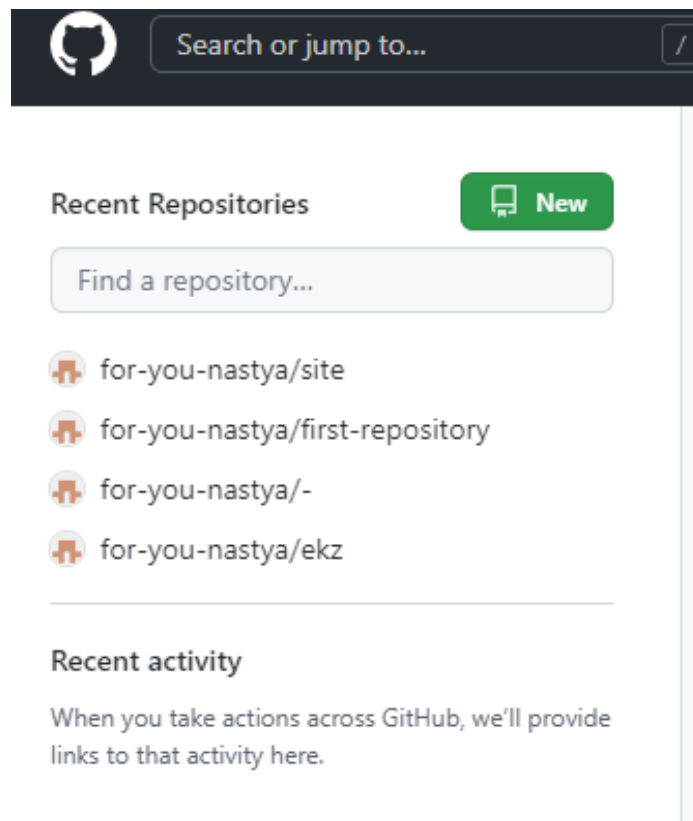 Search or jump to... /
Recent Repositories New
Find a repository...
for-you-nastya/site
for-you-nastya/first-repository
for-you-nastya/-
for-you-nastya/ekz
Recent activity
When you take actions across GitHub, we’ll provide
links to that activity here.